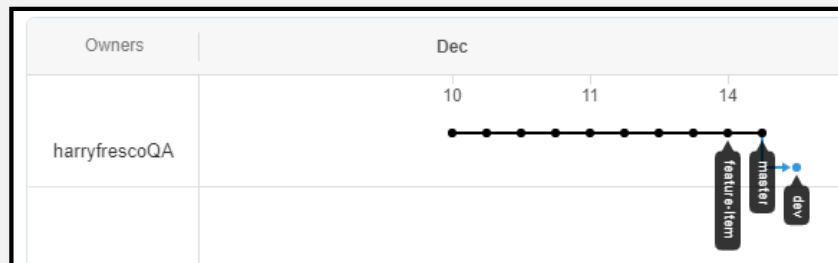 Owners
Dec
10
11
14
harryfrescoQA
feature-item
master
dev